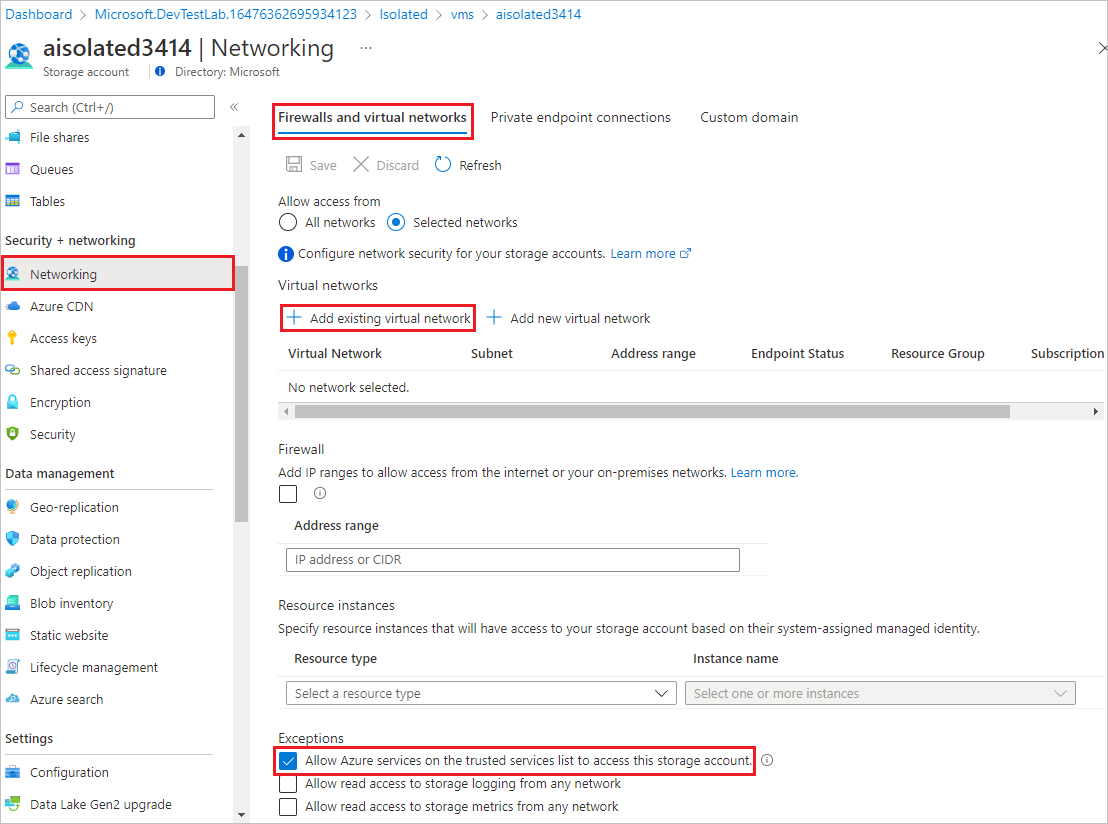 Dashboard > Microsoft.DevTestLab.16476362695934123 > Isolated > vms > aisolated3414
aisolated3414 | Networking ...
Storage account Directory: Microsoft
Search (Ctrl+/) «
File shares
Queues
Tables
Security + networking
Networking
Azure CDN
Access keys
Shared access signature
Encryption
Security
Data management
Geo-replication
Data protection
Object replication
Blob inventory
Static website
Lifecycle management
Azure search
Settings
Configuration
Data Lake Gen2 upgrade
Firewalls and virtual networks Private endpoint connections Custom domain
Save Discard Refresh
Allow access from
All networks Selected networks
Configure network security for your storage accounts. Learn more
Virtual networks
+ Add existing virtual network + Add new virtual network
Virtual Network Subnet Address range Endpoint Status Resource Group Subscription
No network selected.
Firewall
Add IP ranges to allow access from the internet or your on-premises networks. Learn more.
Address range
IP address or CIDR
Resource instances
Specify resource instances that will have access to your storage account based on their system-assigned managed identity.
Resource type Instance name
Select a resource type Select one or more instances
Exceptions
Allow Azure services on the trusted services list to access this storage account.
Allow read access to storage logging from any network
Allow read access to storage metrics from any network